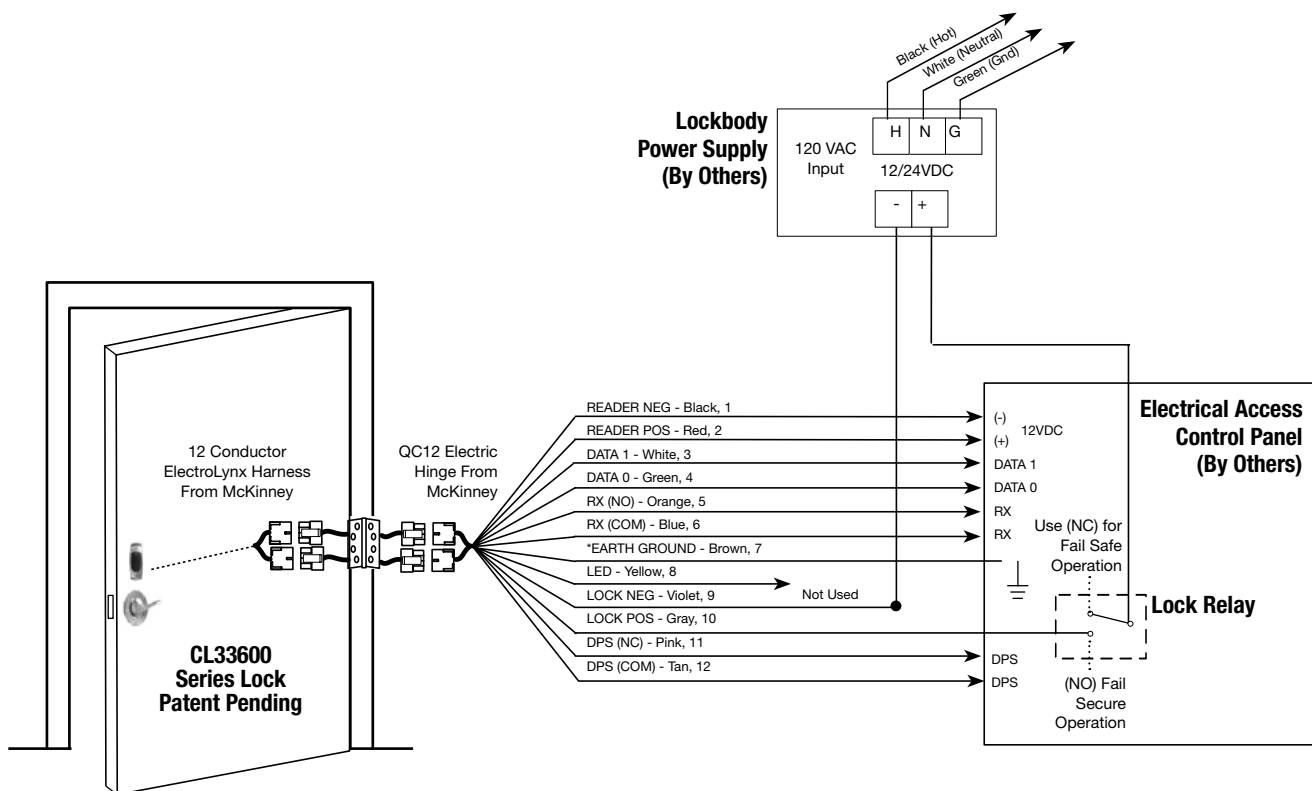 Black (Hot)
White (Neutral)
Green (Gnd)
Lockbody
Power Supply
(By Others)
120 VAC
Input
H N G
12/24VDC
- +
12 Conductor
ElectroLynx Harness
From McKinney
QC12 Electric
Hinge From
McKinney
READER NEG - Black, 1
READER POS - Red, 2
DATA 1 - White, 3
DATA 0 - Green, 4
RX (NO) - Orange, 5
RX (COM) - Blue, 6
*EARTH GROUND - Brown, 7
LED - Yellow, 8
LOCK NEG - Violet, 9
LOCK POS - Gray, 10
DPS (NC) - Pink, 11
DPS (COM) - Tan, 12
Not Used
Electrical Access
Control Panel
(By Others)
(-)
12VDC
(+)
DATA 1
DATA 0
RX
RX
Use (NC) for
Fail Safe
Operation
Lock Relay
DPS
DPS
(NO) Fail
Secure
Operation
CL33600
Series Lock
Patent Pending